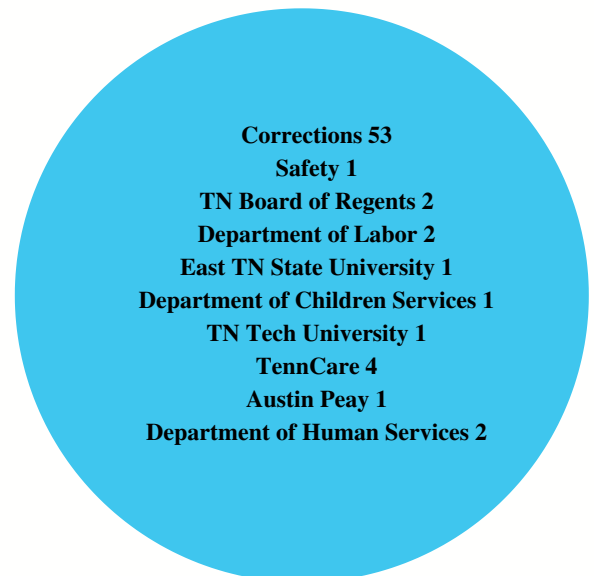 Corrections 53
Safety 1
TN Board of Regents 2
Department of Labor 2
East TN State University 1
Department of Children Services 1
TN Tech University 1
TennCare 4
Austin Peay 1
Department of Human Services 2